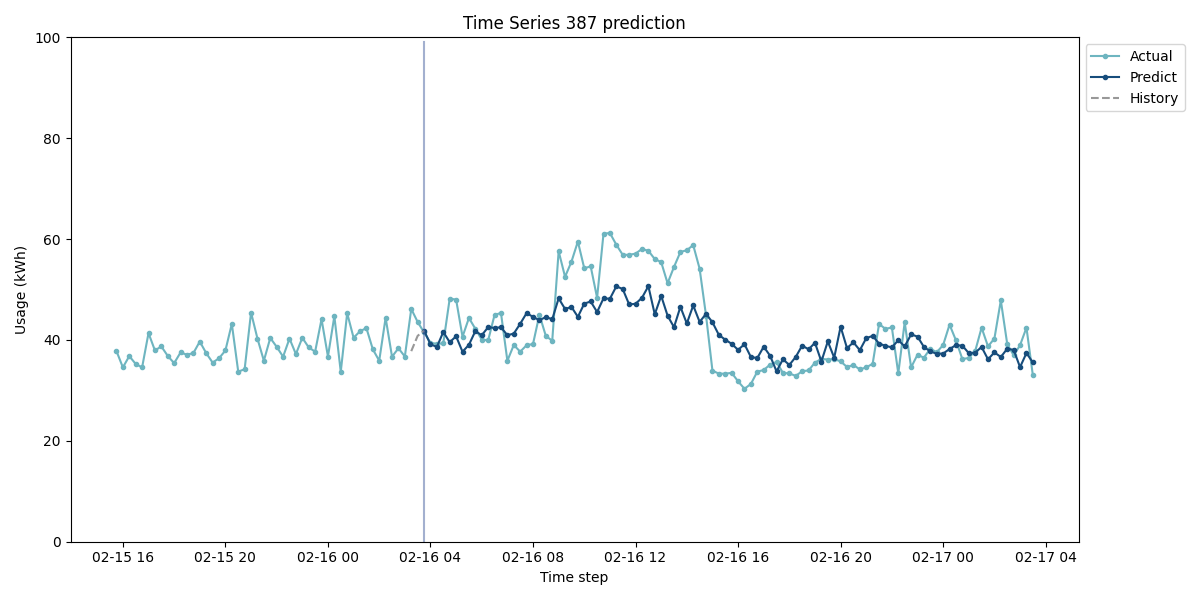 Time Series 387 prediction
100
80
60
40
20
0
Usage (kWh)
02-15 16
02-15 20
02-16 00
02-16 04
02-16 08
02-16 12
02-16 16
02-16 20
02-17 00
02-17 04
Time step
Actual
Predict
History